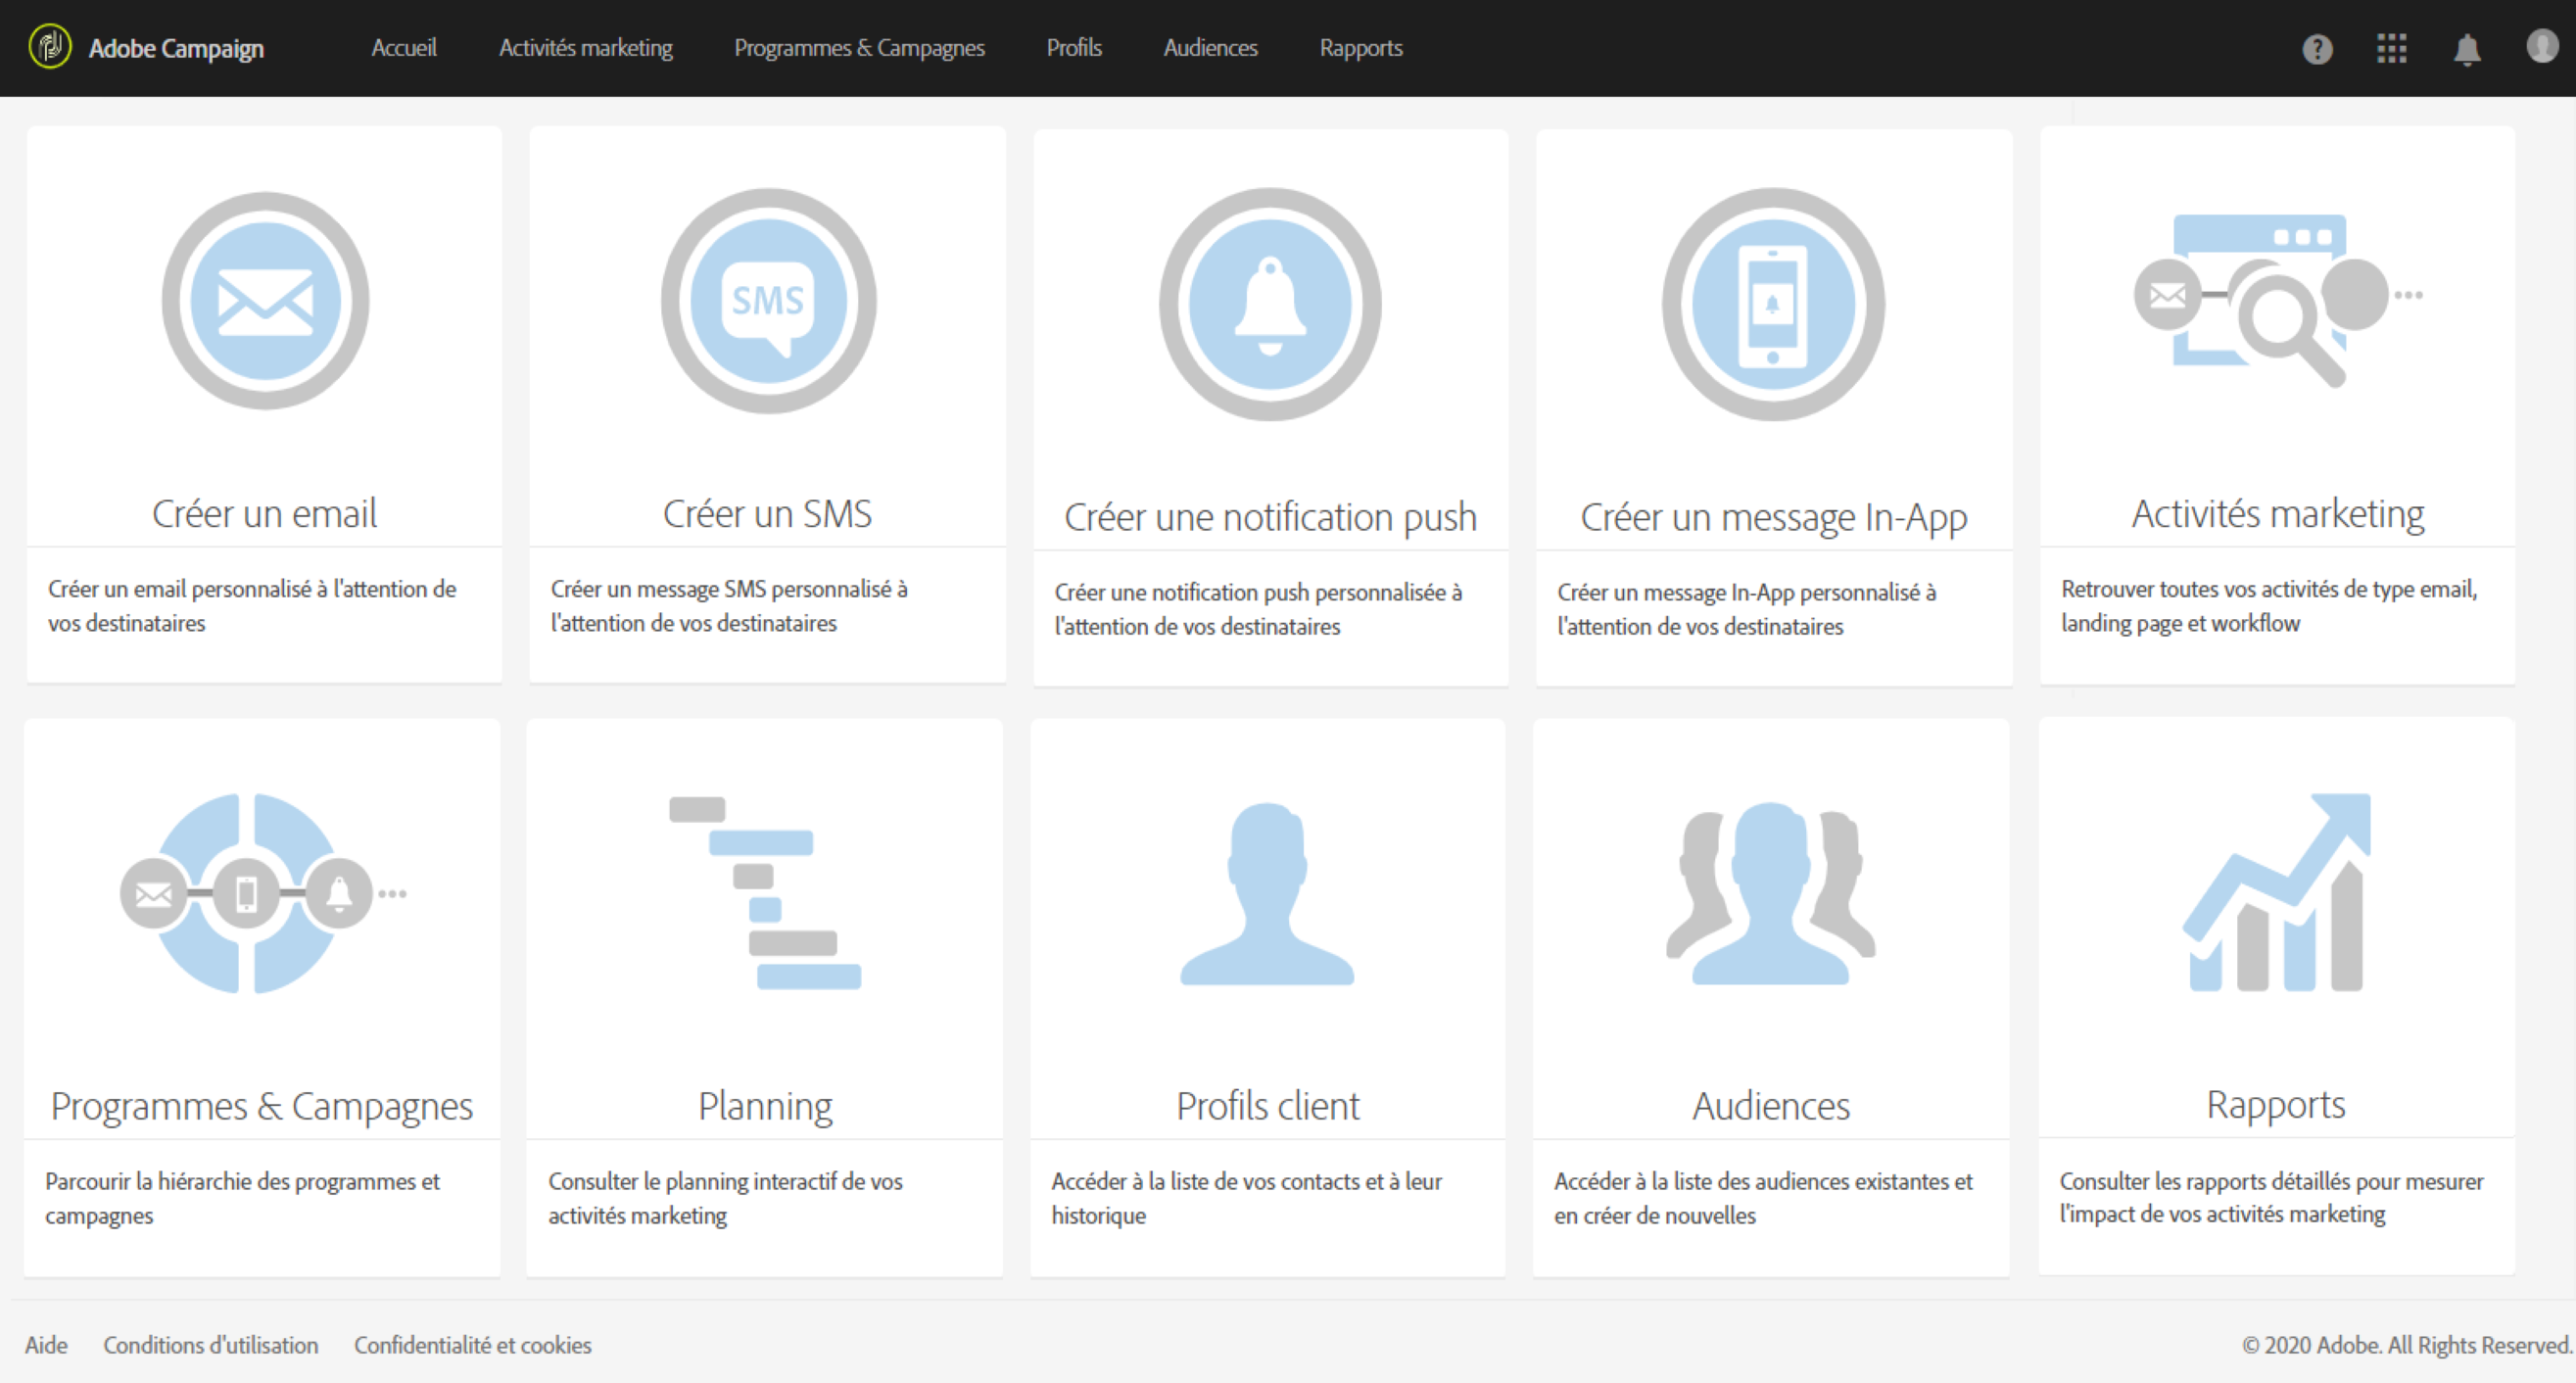 Adobe Campaign
Accueil
Activités marketing
Programmes & Campagnes
Profils
Audiences
Rapports
?
SMS
Créer un email
Créer un email personnalisé à l'attention de
vos destinataires
Créer un SMS
Créer un message SMS personnalisé à
l'attention de vos destinataires
Créer une notification push
Créer une notification push personnalisée à
l'attention de vos destinataires
Créer un message In-App
Créer un message In-App personnalisé à
l'attention de vos destinataires
Activités marketing
Retrouver toutes vos activités de type email,
landing page et workflow
Programmes & Campagnes
Parcourir la hiérarchie des programmes et
campagnes
Planning
Consulter le planning interactif de vos
activités marketing
Profils client
Accéder à la liste de vos contacts et à leur
historique
Audiences
Accéder à la liste des audiences existantes et
en créer de nouvelles
Rapports
Consulter les rapports détaillés pour mesurer
l'impact de vos activités marketing
Aide
Conditions d'utilisation
Confidentialité et cookies
© 2020 Adobe. All Rights Reserved.